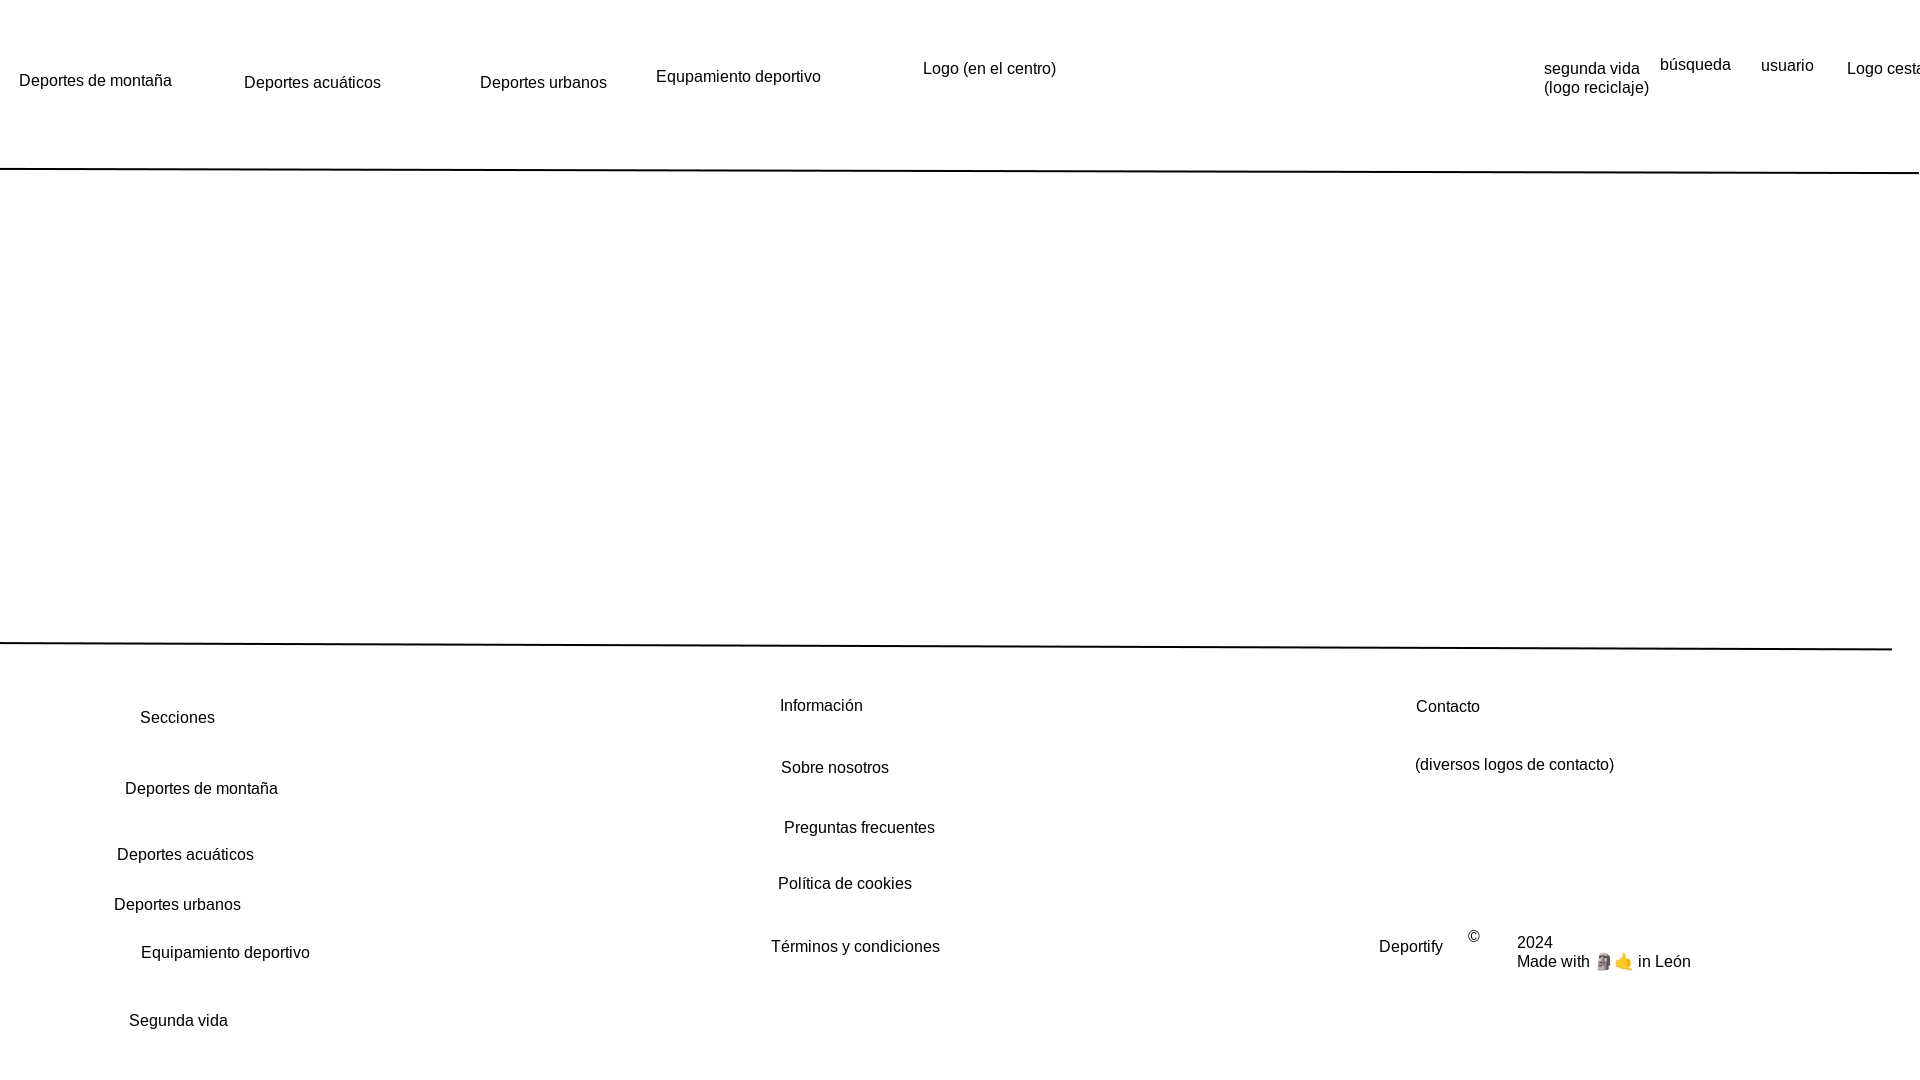 Deportes de montaña
Deportes acuáticos
Deportes urbanos
Equpamiento deportivo
Logo (en el centro)
segunda vida
(logo reciclaje)
búsqueda
usuario
Logo cesta
Secciones
Deportes de montaña
Deportes acuáticos
Deportes urbanos
Equipamiento deportivo
Segunda vida
Información
Sobre nosotros
Preguntas frecuentes
Política de cookies
Términos y condiciones
Contacto
(diversos logos de contacto)
Deportify
©
2024
Made with 🗿🤙 in León